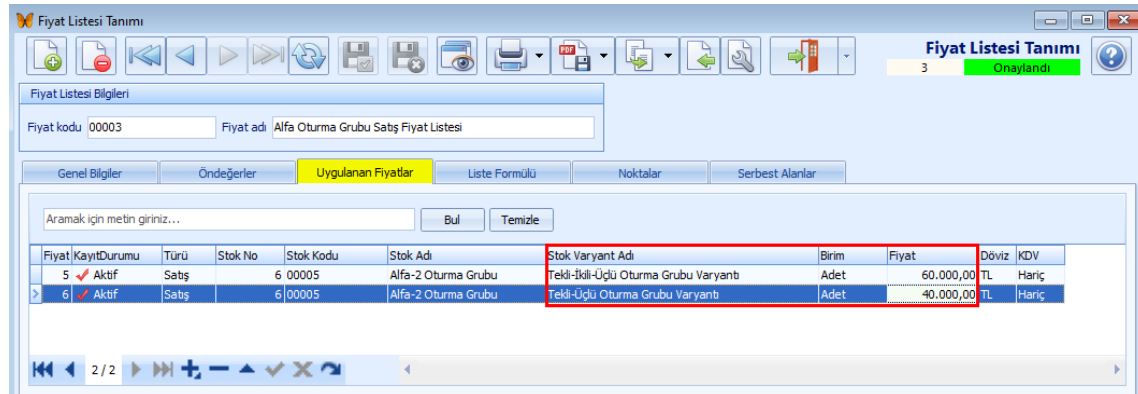 Fiyat Listesi Tanımı
Fiyat Listesi Tanımı
3 Onaylandı
Fiyat Listesi Bilgileri
Fiyat kodu 00003 Fiyat adı Alfa Oturma Grubu Satış Fiyat Listesi
Genel Bilgiler Öndeğerler Uygulanan Fiyatlar Liste Formülü Noktalar Serbest Alanlar
Aramak için metin giriniz... Bul Temizle
Fiyat KayıtDurumu Türü Stok No Stok Kodu Stok Adı Stok Varyant Adı Birim Fiyat Döviz KDV
5 Aktif Satış 6 00005 Alfa-2 Oturma Grubu Tekli-İkili-Üçlü Oturma Grubu Varyantı Adet 60.000,00 TL Hariç
6 Aktif Satış 6 00005 Alfa-2 Oturma Grubu Tekli-Üçlü Oturma Grubu Varyantı Adet 40.000,00 TL Hariç
2 / 2